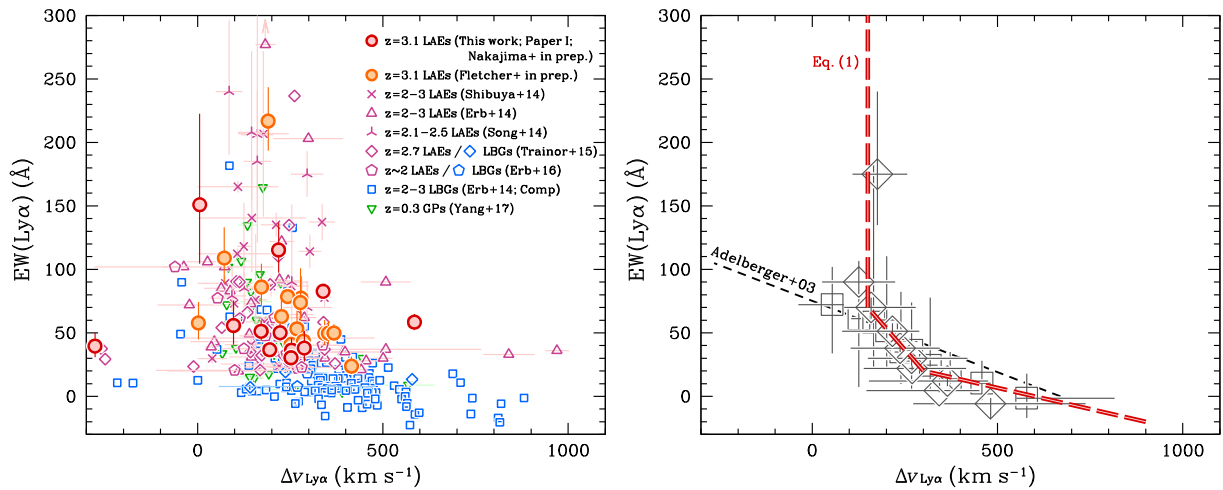 300
250
200
150
100
50
0
EW(Lyα) (Å)
0
500
1000
ΔvLyα (km s−1)
z=3.1 LAEs (This work; Paper I;
Nakajima+ in prep.)
z=3.1 LAEs (Fletcher+ in prep.)
z=2−3 LAEs (Shibuya+14)
z=2−3 LAEs (Erb+14)
z=2.1−2.5 LAEs (Song+14)
z=2.7 LAEs / LBGs (Trainor+15)
z~2 LAEs / LBGs (Erb+16)
z=2−3 LBGs (Erb+14; Comp)
z=0.3 GPs (Yang+17)
300
250
200
150
100
50
0
EW(Lyα) (Å)
0
500
1000
ΔvLyα (km s−1)
Eq. (1)
Adelberger+03